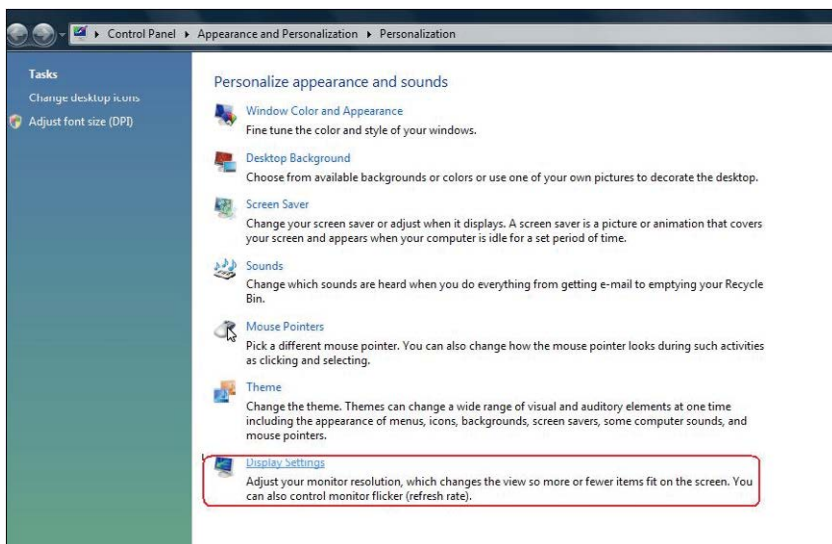 Control Panel ▸ Appearance and Personalization ▸ Personalization
Tasks
Change desktop icons
Adjust font size (DPI)
Personalize appearance and sounds
Window Color and Appearance
Fine tune the color and style of your windows.
Desktop Background
Choose from available backgrounds or colors or use one of your own pictures to decorate the desktop.
Screen Saver
Change your screen saver or adjust when it displays. A screen saver is a picture or animation that covers
your screen and appears when your computer is idle for a set period of time.
Sounds
Change which sounds are heard when you do everything from getting e-mail to emptying your Recycle
Bin.
Mouse Pointers
Pick a different mouse pointer. You can also change how the mouse pointer looks during such activities
as clicking and selecting.
Theme
Change the theme. Themes can change a wide range of visual and auditory elements at one time
including the appearance of menus, icons, backgrounds, screen savers, some computer sounds, and
mouse pointers.
Display Settings
Adjust your monitor resolution, which changes the view so more or fewer items fit on the screen. You
can also control monitor flicker (refresh rate).